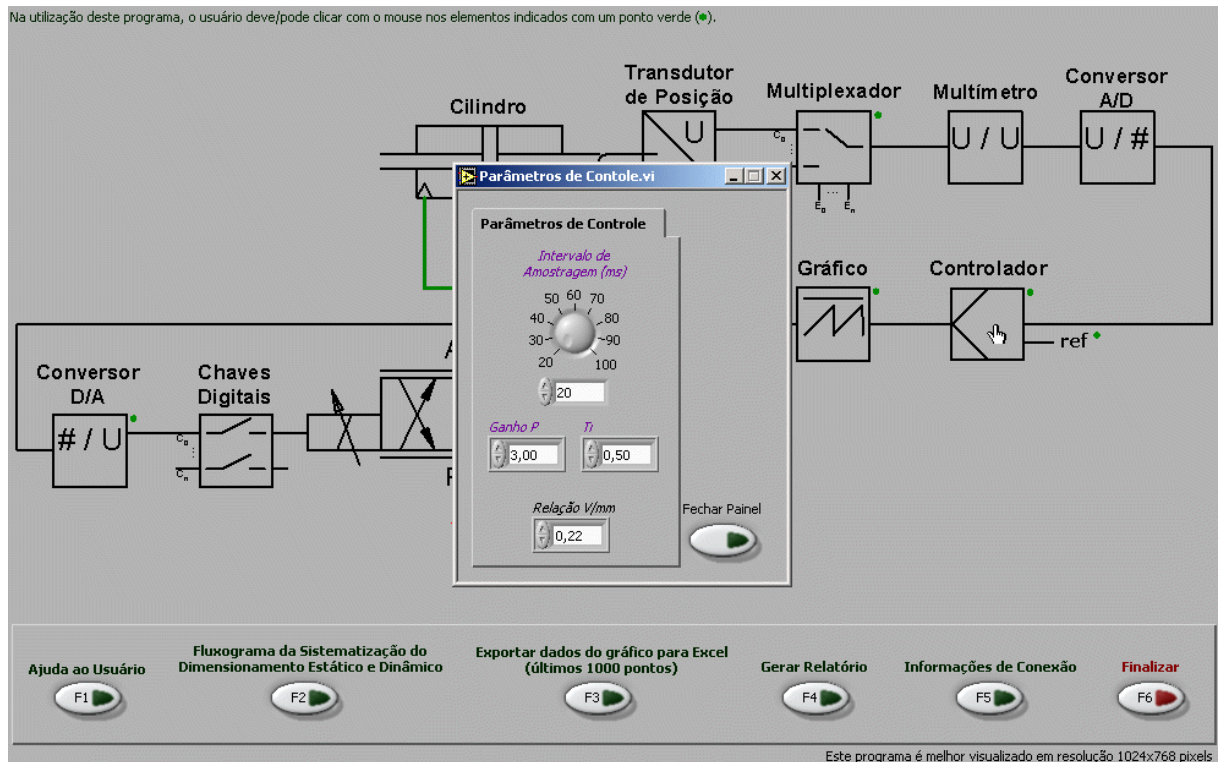 Na utilização deste programa, o usuário deve/pode clicar com o mouse nos elementos indicados com um ponto verde (●).
Cilindro
Transdutor
de Posição
U
Multiplexador
C₀
E₀ ... Eₙ
Multímetro
U / U
Conversor
A/D
U / #
Parâmetros de Contole.vi
Parâmetros de Controle
Intervalo de
Amostragem (ms)
20 30 40 50 60 70 80 90 100
20
Ganho P
3,00
Ti
0,50
Relação V/mm
0,22
Fechar Painel
Gráfico
Controlador
ref
Conversor
D/A
# / U
Chaves
Digitais
C₀
Cₙ
A
P
Ajuda ao Usuário
F1
Fluxograma da Sistematização do
Dimensionamento Estático e Dinâmico
F2
Exportar dados do gráfico para Excel
(últimos 1000 pontos)
F3
Gerar Relatório
F4
Informações de Conexão
F5
Finalizar
F6
Este programa é melhor visualizado em resolução 1024x768 pixels